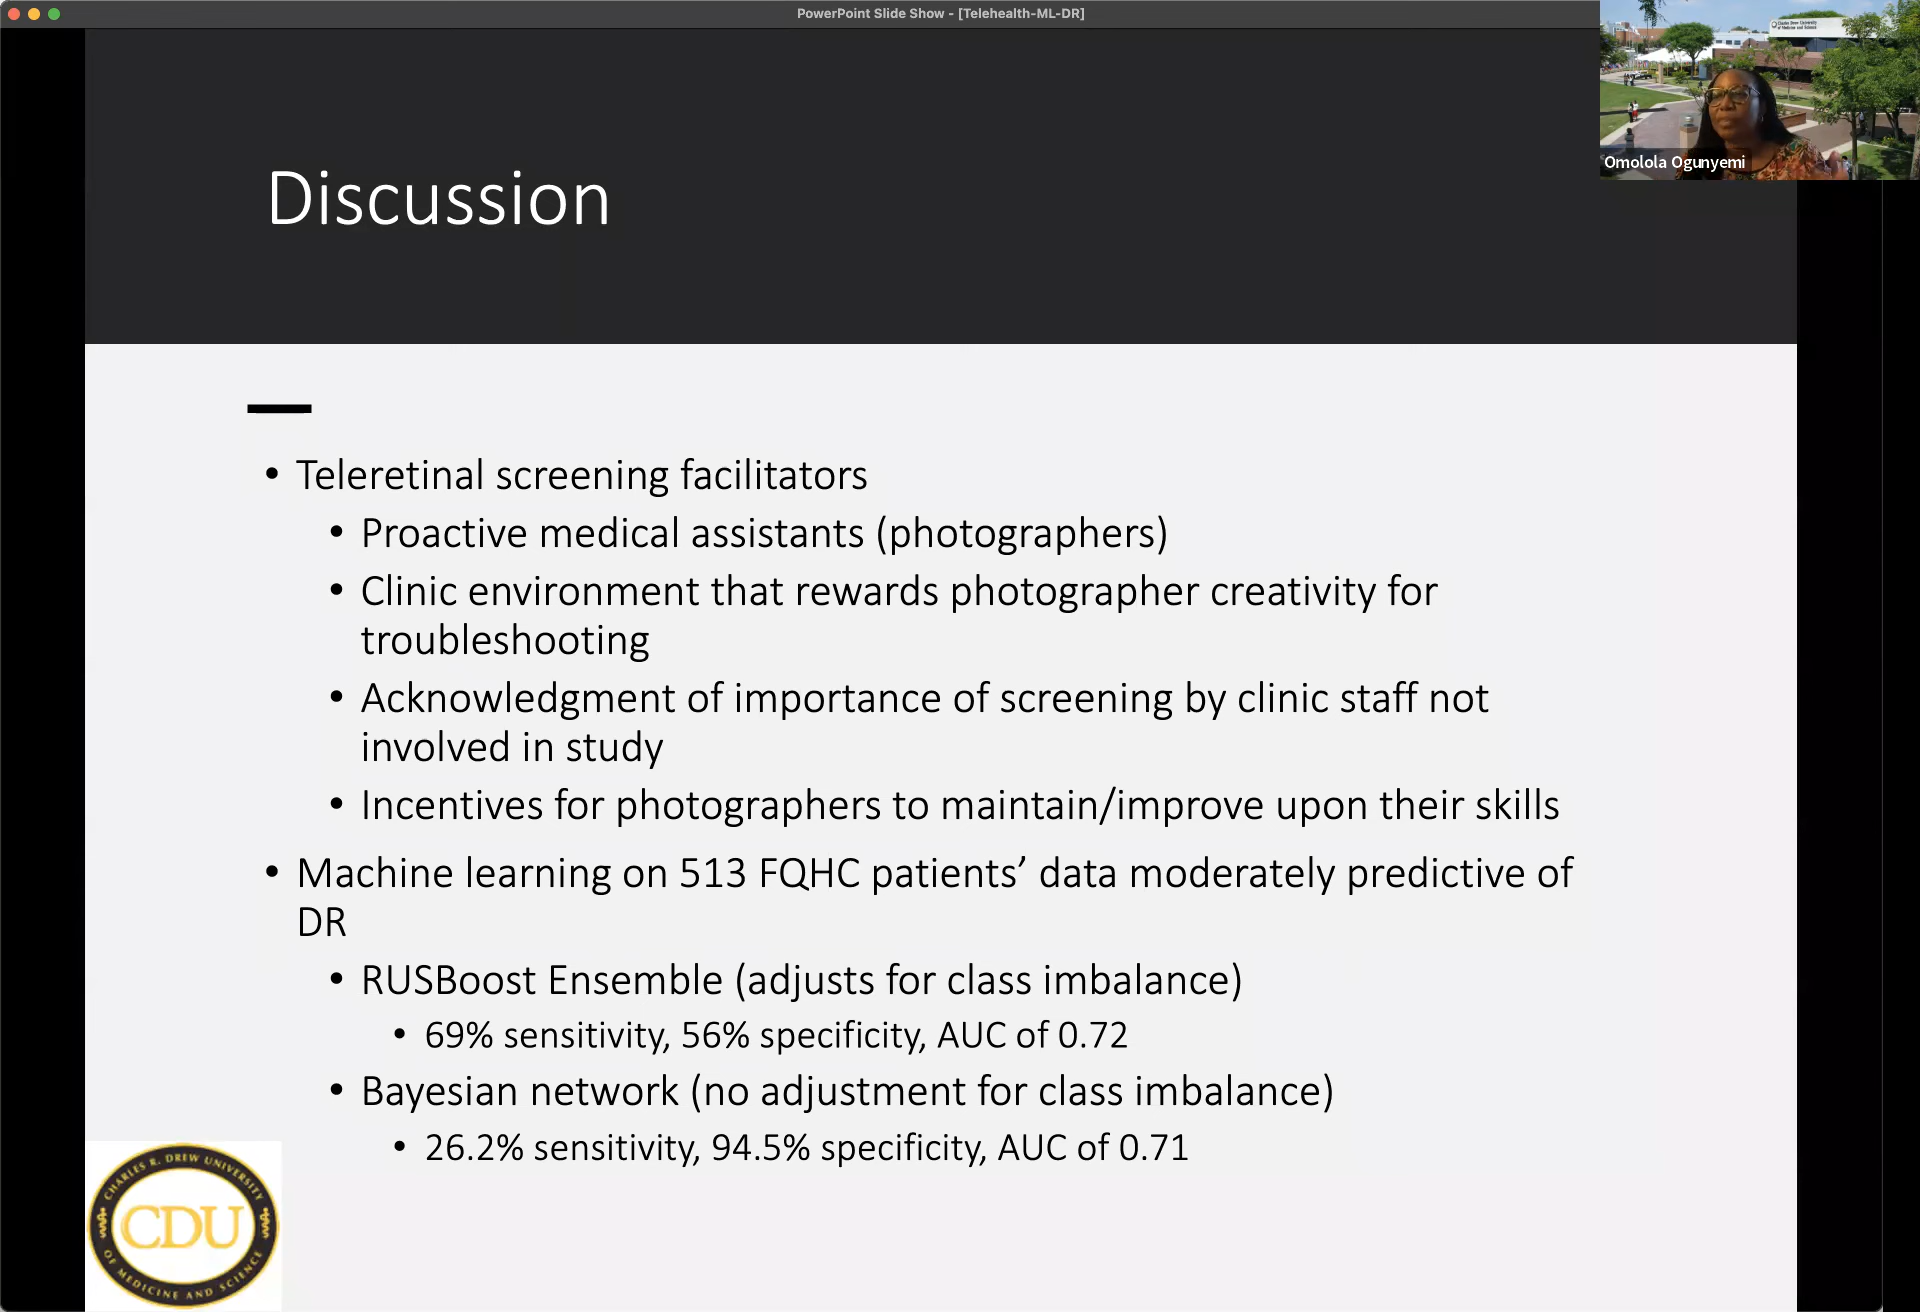 PowerPoint Slide Show - [Telehealth-ML-DR]
Omolola Ogunyemi
Discussion
• Teleretinal screening facilitators
• Proactive medical assistants (photographers)
• Clinic environment that rewards photographer creativity for
troubleshooting
• Acknowledgment of importance of screening by clinic staff not
involved in study
• Incentives for photographers to maintain/improve upon their skills
• Machine learning on 513 FQHC patients’ data moderately predictive of
DR
• RUSBoost Ensemble (adjusts for class imbalance)
• 69% sensitivity, 56% specificity, AUC of 0.72
• Bayesian network (no adjustment for class imbalance)
• 26.2% sensitivity, 94.5% specificity, AUC of 0.71
CHARLES R. DREW UNIVERSITY
CDU
OF MEDICINE AND SCIENCE